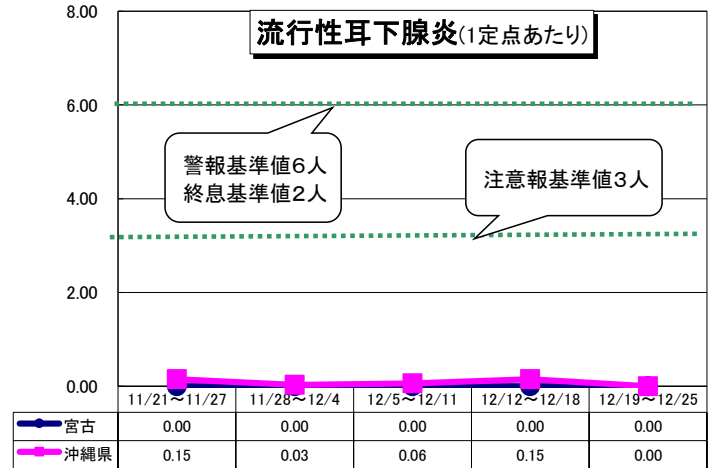 流行性耳下腺炎(1定点あたり)
8.00
6.00
4.00
2.00
0.00
警報基準値6人
終息基準値2人
注意報基準値3人
11/21～11/27 11/28～12/4 12/5～12/11 12/12～12/18 12/19～12/25
宮古 0.00 0.00 0.00 0.00 0.00
沖縄県 0.15 0.03 0.06 0.15 0.00